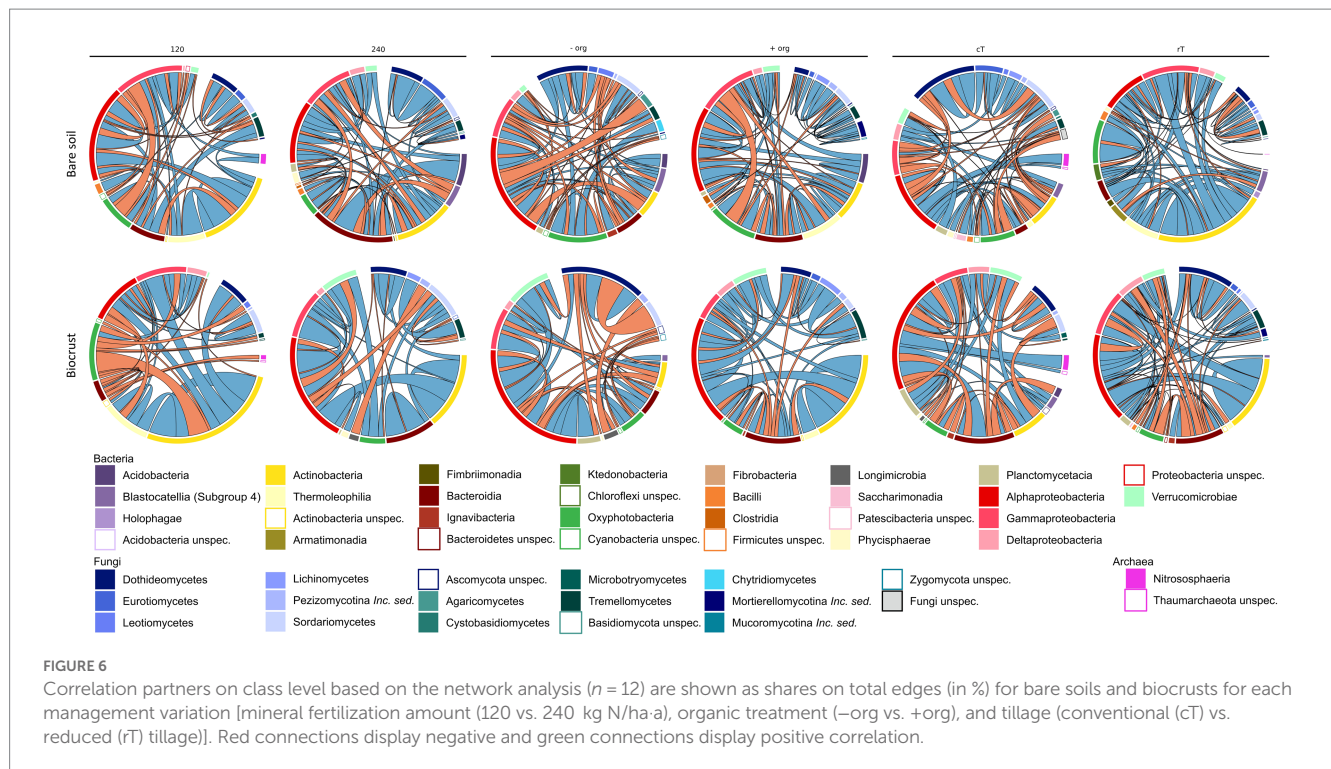 120 240 - org + org cT rT
Bare soil
Biocrust
Bacteria
Acidobacteria Actinobacteria Fimbriimonadia Ktedonobacteria Fibrobacteria Longimicrobia Planctomycetacia Proteobacteria unspec.
Blastocatellia (Subgroup 4) Thermoleophilia Bacteroidia Chloroflexi unspec. Bacilli Saccharimonadia Alphaproteobacteria Verrucomicrobiae
Holophagae Actinobacteria unspec. Ignavibacteria Oxyphotobacteria Clostridia Patescibacteria unspec. Gammaproteobacteria
Acidobacteria unspec. Armatimonadia Bacteroidetes unspec. Cyanobacteria unspec. Firmicutes unspec. Phycisphaerae Deltaproteobacteria
Fungi Archaea
Dothideomycetes Lichinomycetes Ascomycota unspec. Microbotryomycetes Chytridiomycetes Zygomycota unspec. Nitrososphaeria
Eurotiomycetes Pezizomycotina Inc. sed. Agaricomycetes Tremellomycetes Mortierellomycotina Inc. sed. Fungi unspec. Thaumarchaeota unspec.
Leotiomycetes Sordariomycetes Cystobasidiomycetes Basidiomycota unspec. Mucoromycotina Inc. sed.
FIGURE 6
Correlation partners on class level based on the network analysis (n = 12) are shown as shares on total edges (in %) for bare soils and biocrusts for each
management variation [mineral fertilization amount (120 vs. 240 kg N/ha·a), organic treatment (−org vs. +org), and tillage (conventional (cT) vs.
reduced (rT) tillage)]. Red connections display negative and green connections display positive correlation.